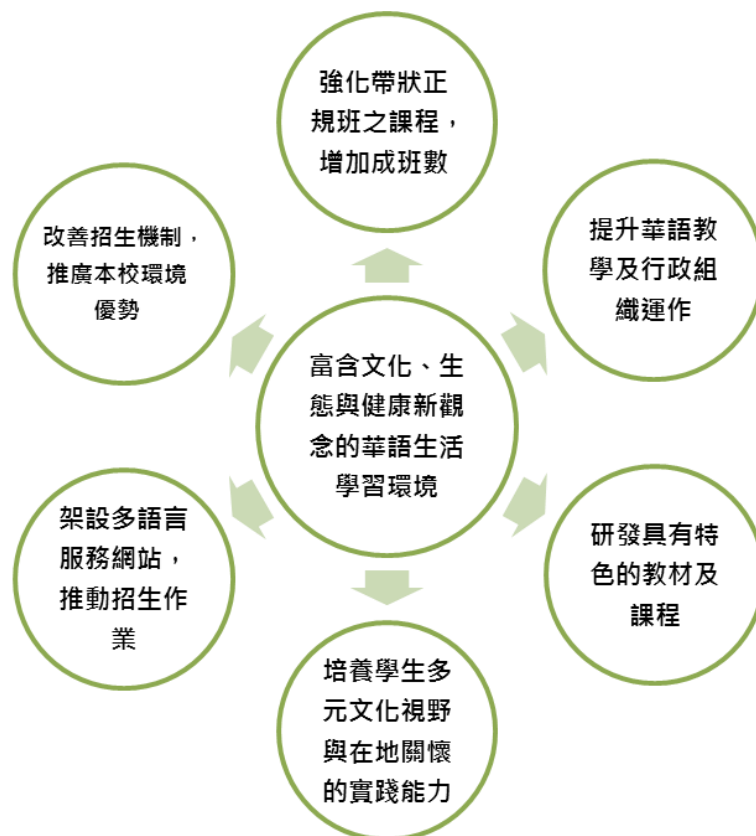 強化帶狀正
規班之課程，
增加成班數
改善招生機制，
推廣本校環境
優勢
提升華語教
學及行政組
織運作
富含文化、生
態與健康新觀
念的華語生活
學習環境
架設多語言
服務網站，
推動招生作
業
研發具有特
色的教材及
課程
培養學生多
元文化視野
與在地關懷
的實踐能力